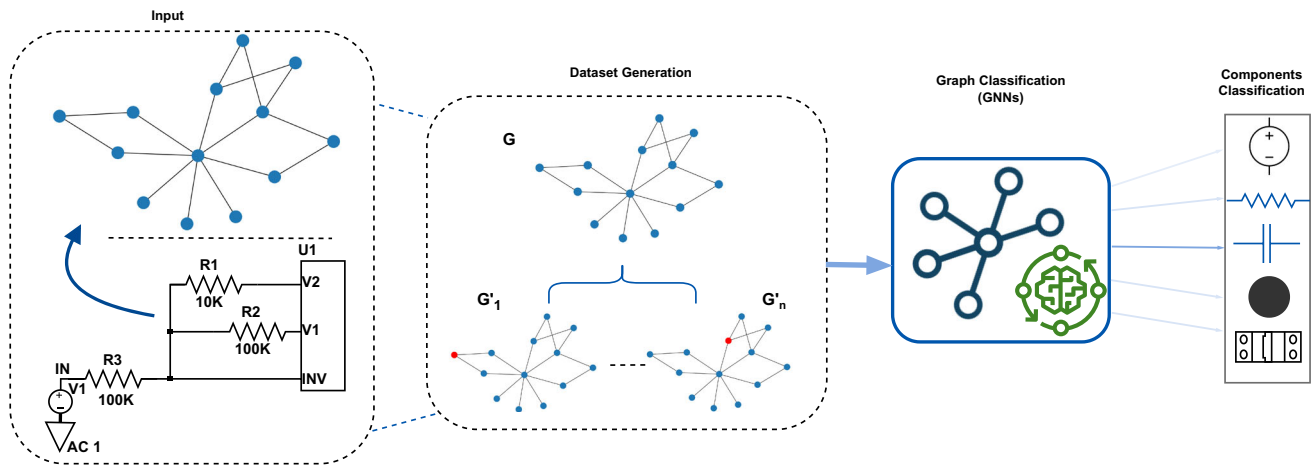 Input
U1
R1
10K
V2
R2
100K
V1
R3
100K
INV
IN
V1
+
−
AC 1
Dataset Generation
G
G'1
G'n
Graph Classification
(GNNs)
Components
Classification
+
−